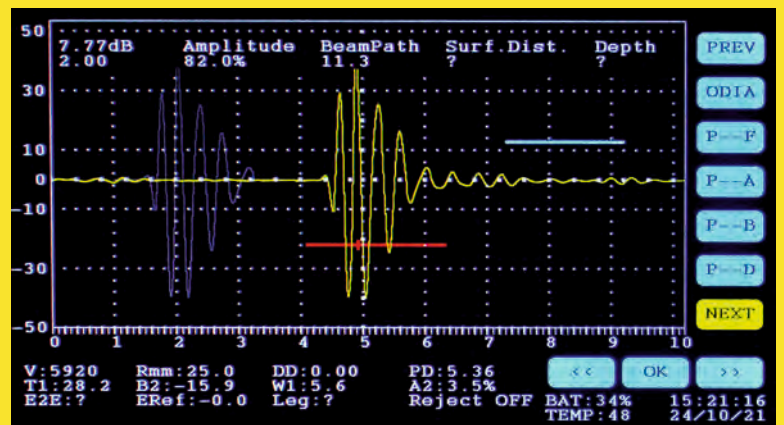 50
7.77dB Amplitude BeamPath Surf.Dist. Depth
2.00 82.0% 11.3 ? ?
30
10
0
-10
-30
-50
0 1 2 3 4 5 6 7 8 9 10
PREV
ODIA
P--F
P--A
P--B
P--D
NEXT
V:5920 Rmm:25.0 DD:0.00 PD:5.36
<< OK >>
T1:28.2 B2:-15.9 W1:5.6 A2:3.5%
E2E:? ERef:-0.0 Leg:? Reject OFF
BAT:34% 15:21:16
TEMP:48 24/10/21